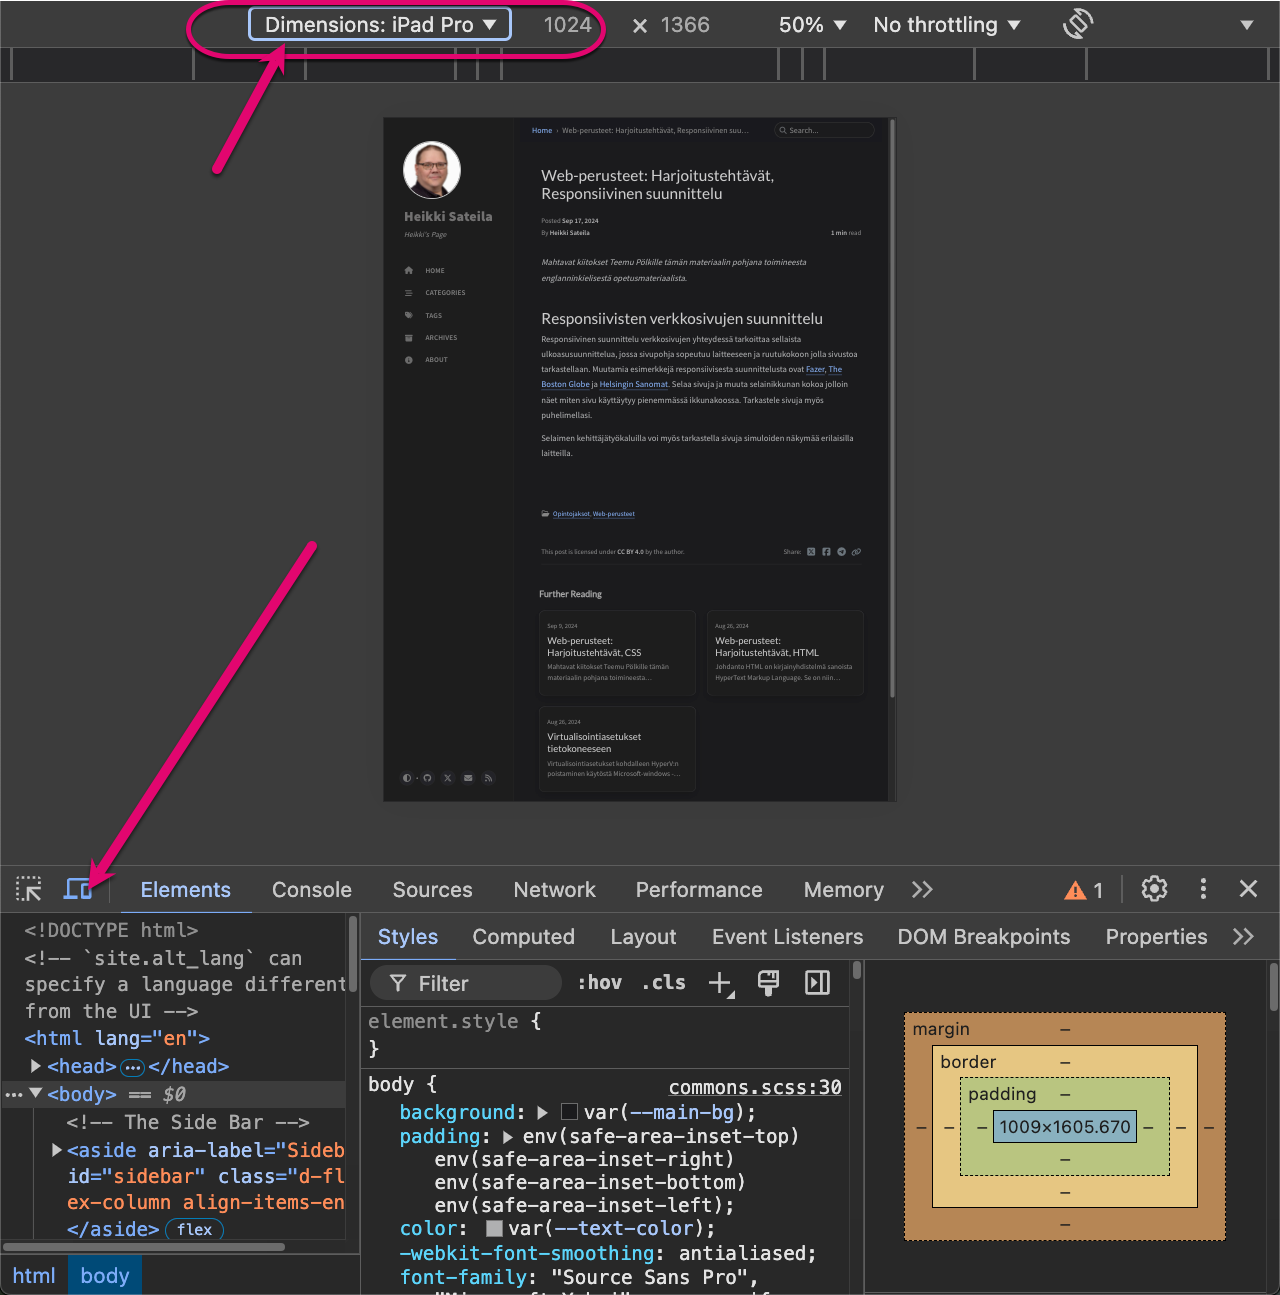 Dimensions: iPad Pro ▼ 1024 × 1366 50% ▼ No throttling ▼
Home › Web-perusteet: Harjoitustehtävät, Responsiivinen suu...
Search...
Web-perusteet: Harjoitustehtävät,
Responsiivinen suunnittelu
Posted Sep 17, 2024
By Heikki Sateila
1 min read
Heikki Sateila
Heikki's Page
HOME
CATEGORIES
TAGS
ARCHIVES
ABOUT
Mahtavat kiitokset Teemu Pölkille tämän materiaalin pohjana toimineesta
englanninkielisestä opetusmateriaalista.
Responsiivisten verkkosivujen suunnittelu
Responsiivinen suunnittelu verkkosivujen yhteydessä tarkoittaa sellaista
ulkoasusuunnittelua, jossa sivupohja sopeutuu laitteeseen ja ruutukokoon jolla sivustoa
tarkastellaan. Muutamia esimerkkejä responsiivisesta suunnittelusta ovat Fazer, The
Boston Globe ja Helsingin Sanomat. Selaa sivuja ja muuta selainikkunan kokoa jolloin
näet miten sivu käyttäytyy pienemmässä ikkunakoossa. Tarkastele sivuja myös
puhelimellasi.
Selaimen kehittäjätyökaluilla voi myös tarkastella sivuja simuloiden näkymää erilaisilla
laitteilla.
Opintojaksot, Web-perusteet
This post is licensed under CC BY 4.0 by the author.
Share:
Further Reading
Sep 9, 2024
Web-perusteet:
Harjoitustehtävät, CSS
Mahtavat kiitokset Teemu Pölkille tämän
materiaalin pohjana toimineesta...
Aug 26, 2024
Web-perusteet:
Harjoitustehtävät, HTML
Johdanto HTML on kirjainyhdistelmä sanoista
HyperText Markup Language. Se on niin...
Aug 26, 2024
Virtualisointiasetukset
tietokoneeseen
Virtualisointiasetukset kohdalleen HyperV:n
poistaminen käytöstä Microsoft-windows -...
Elements Console Sources Network Performance Memory >> 1
<!DOCTYPE html>
<!-- `site.alt_lang` can
specify a language different
from the UI -->
<html lang="en">
<head>…</head>
<body> == $0
<!-- The Side Bar -->
<aside aria-label="Sideb
id="sidebar" class="d-fl
ex-column align-items-en
</aside> flex
html body
Styles Computed Layout Event Listeners DOM Breakpoints Properties >>
Filter :hov .cls
element.style {
}
body { commons.scss:30
background: var(--main-bg);
padding: env(safe-area-inset-top)
env(safe-area-inset-right)
env(safe-area-inset-bottom)
env(safe-area-inset-left);
color: var(--text-color);
-webkit-font-smoothing: antialiased;
font-family: "Source Sans Pro",
margin –
border –
padding –
– – – 1009×1605.670 – – –
–
–
–